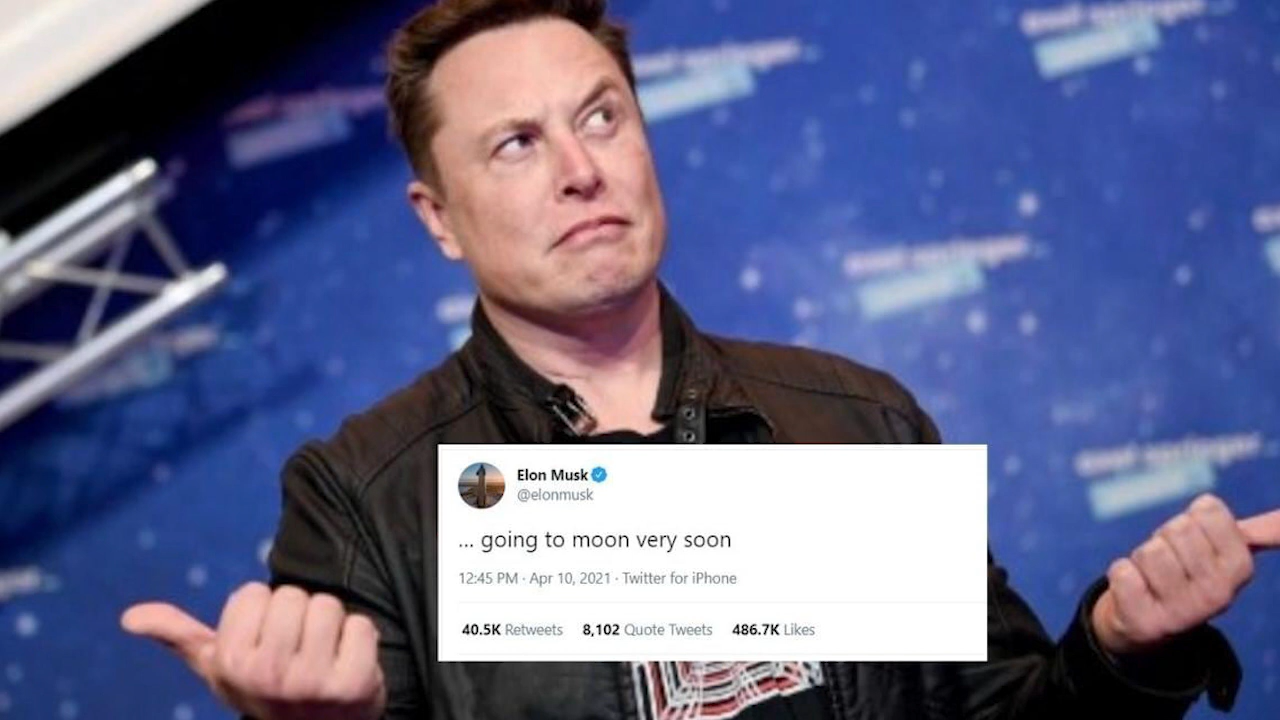 Elon Musk
@elonmusk
... going to moon very soon
12:45 PM · Apr 10, 2021 · Twitter for iPhone
40.5K Retweets 8,102 Quote Tweets 486.7K Likes